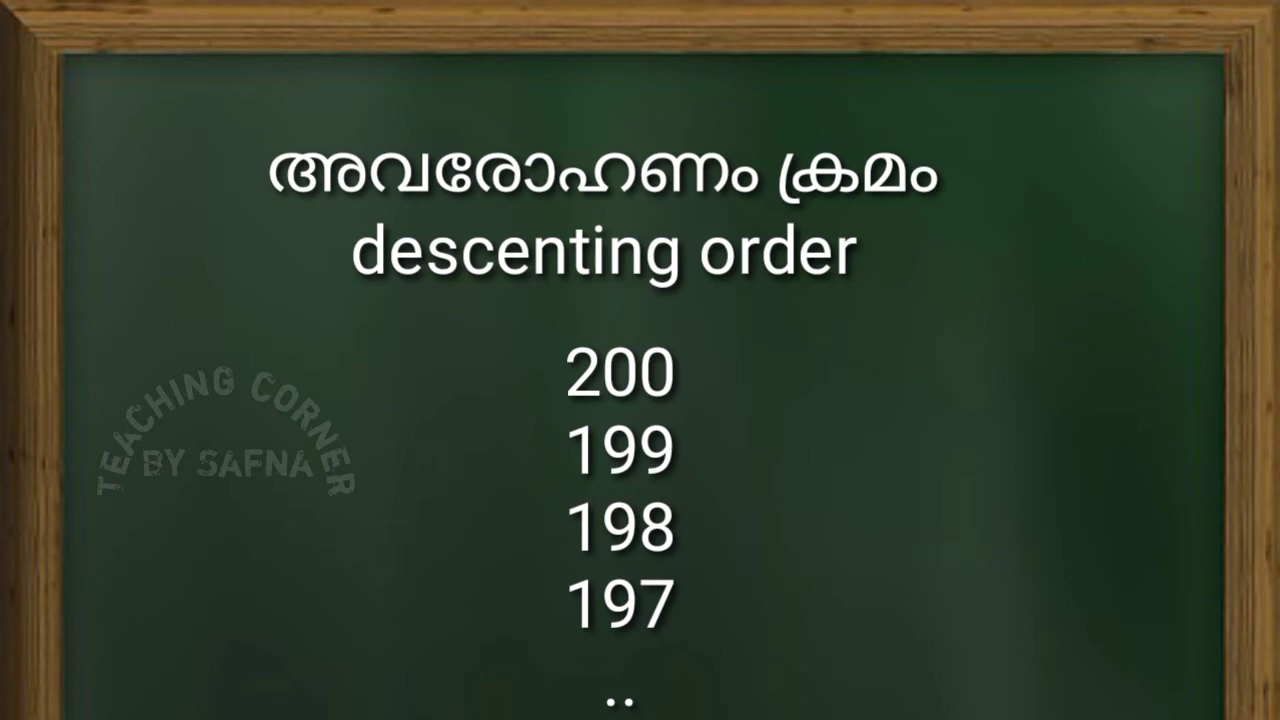 അവരോഹണം ക്രമം
descenting order
200
199
198
197
..
TEACHING CORNER
BY SAFNA